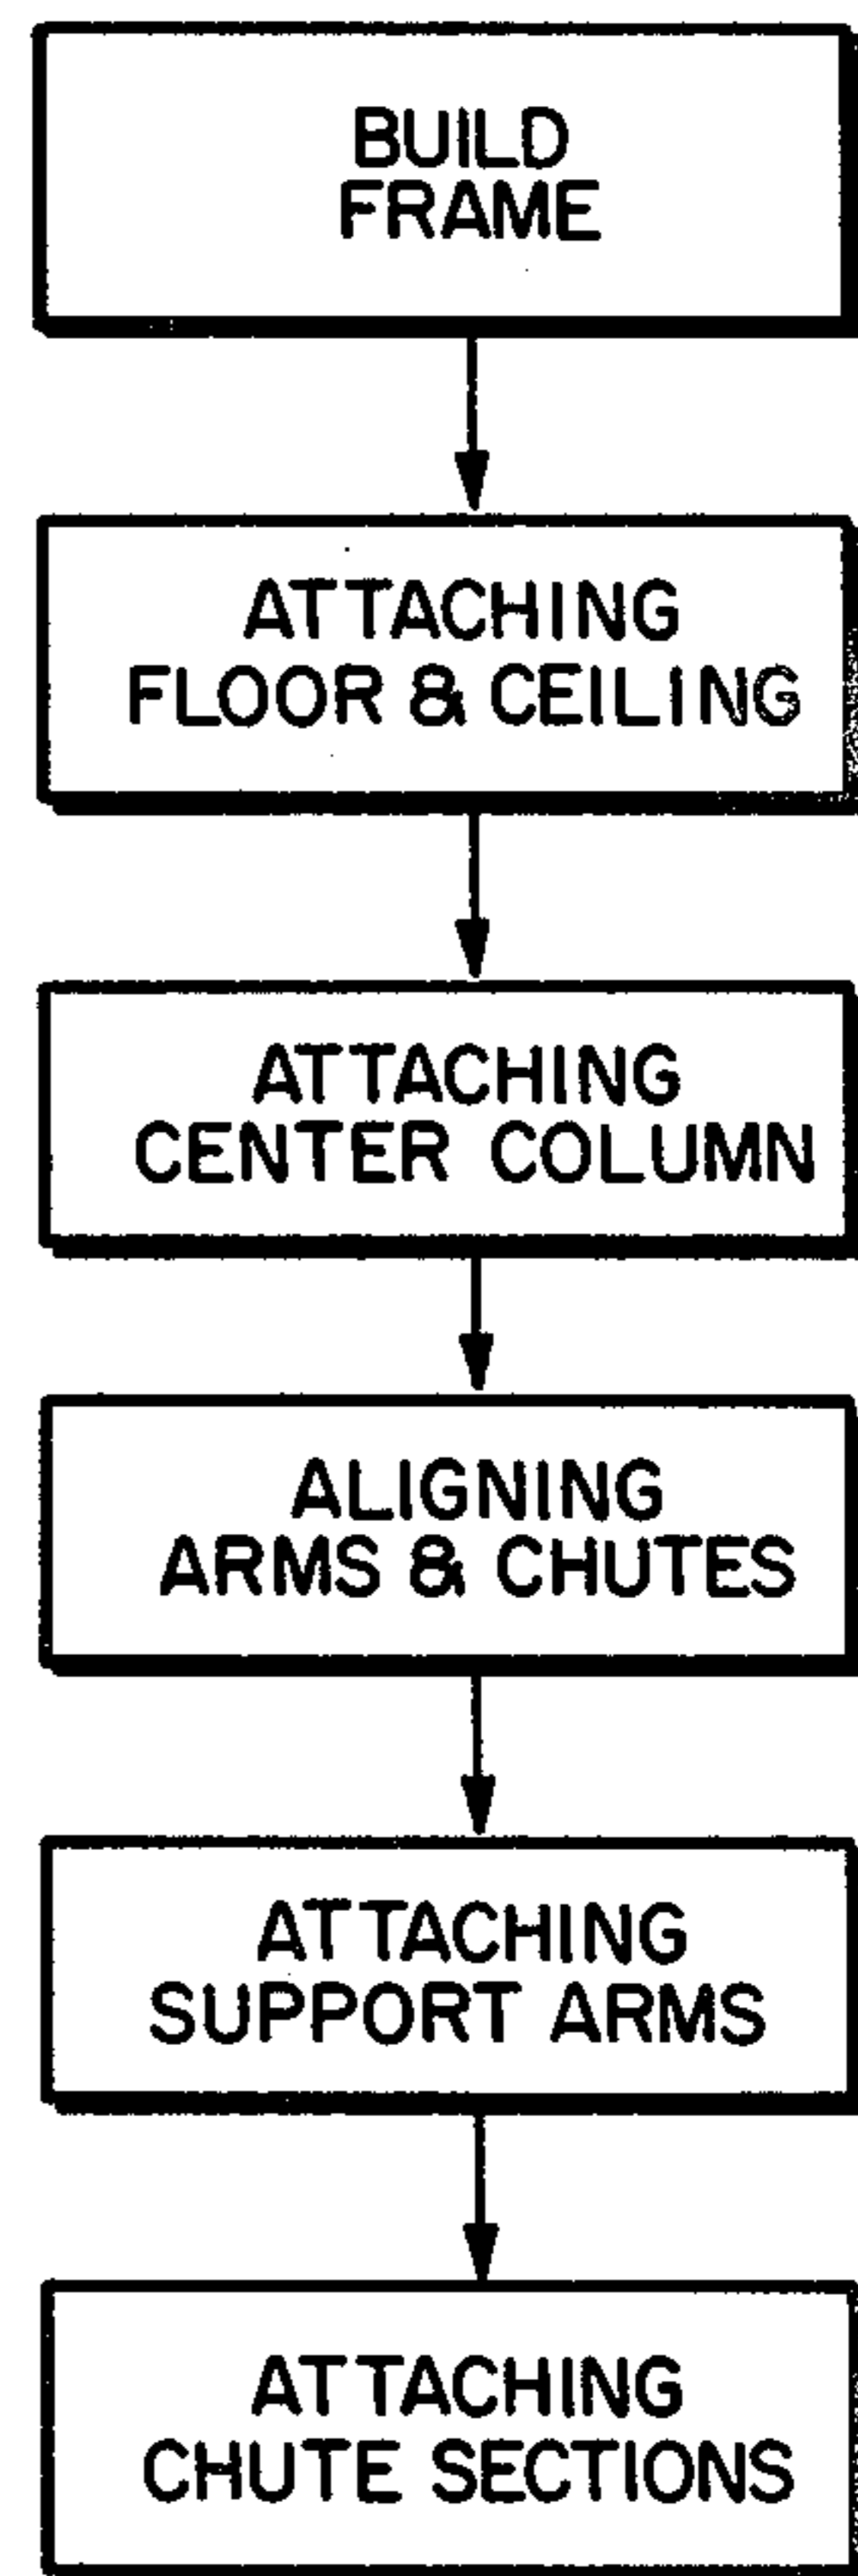 BUILD
FRAME
ATTACHING
FLOOR & CEILING
ATTACHING
CENTER COLUMN
ALIGNING
ARMS & CHUTES
ATTACHING
SUPPORT ARMS
ATTACHING
CHUTE SECTIONS